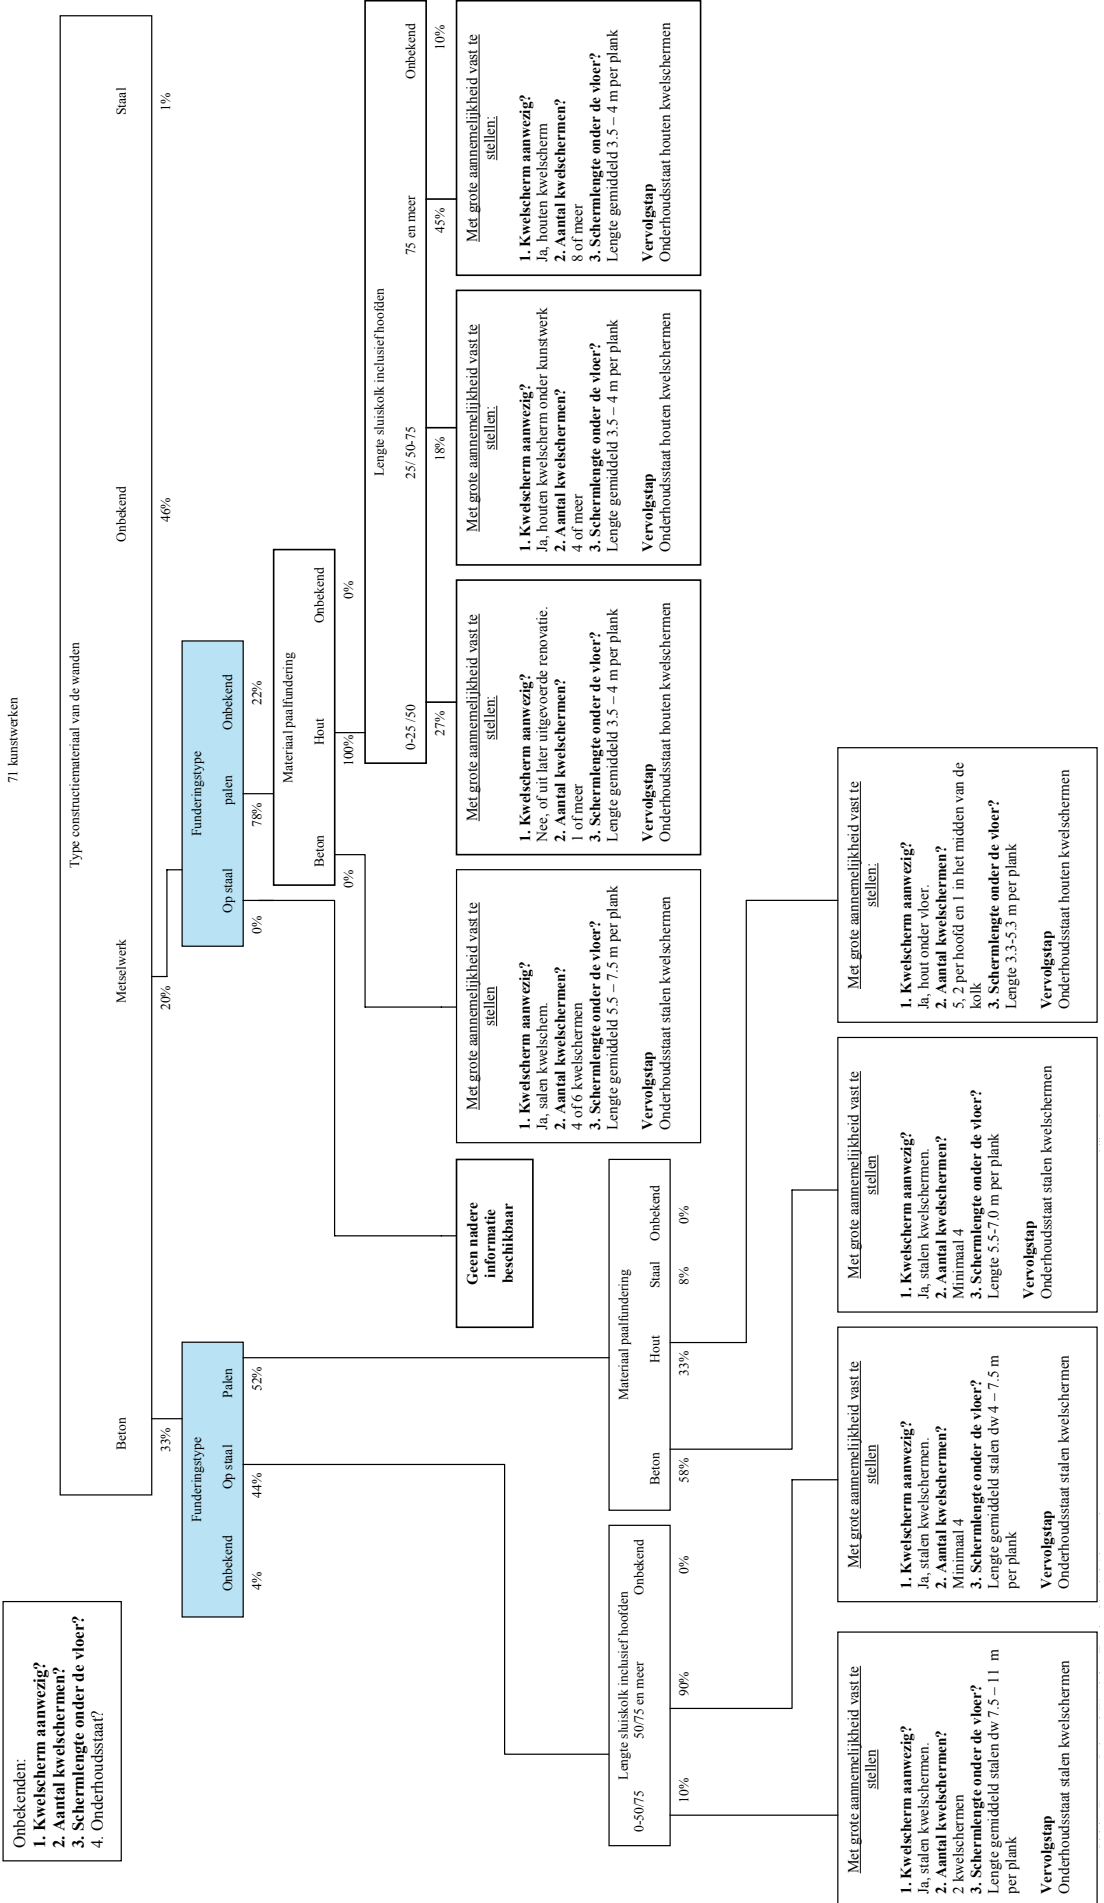 71 kunstwerken
Onbekenden:
1. Kwelscherm aanwezig?
2. Aantal kwelschermen?
3. Schermlengte onder de vloer?
4. Onderhoudsstaat?
Type constructiemateriaal van de wanden
Beton
Metselwerk
Onbekend
Staal
33%
20%
46%
1%
Funderingstype
Onbekend
Op staal
Palen
4%
44%
52%
Funderingstype
Op staal
palen
Onbekend
0%
78%
22%
Materiaal paalfundering
Beton
Hout
Onbekend
0%
100%
0%
Lengte sluiskolk inclusief hoofden
0-25 /50
25/ 50-75
75 en meer
Onbekend
27%
18%
45%
10%
Geen nadere
informatie
beschikbaar
Met grote aannemelijkheid vast te
stellen
1. Kwelscherm aanwezig?
Ja, salen kwelschem.
2. Aantal kwelschermen?
4 of 6 kwelschermen
3. Schermlengte onder de vloer?
Lengte gemiddeld 5.5 – 7.5 m per plank
Vervolgstap
Onderhoudsstaat stalen kwelschermen
Met grote aannemelijkheid vast te
stellen:
1. Kwelscherm aanwezig?
Nee, of uit later uitgevoerde renovatie.
2. Aantal kwelschermen?
1 of meer
3. Schermlengte onder de vloer?
Lengte gemiddeld 3.5 – 4 m per plank
Vervolgstap
Onderhoudsstaat houten kwelschermen
Met grote aannemelijkheid vast te
stellen:
1. Kwelscherm aanwezig?
Ja, houten kwelscherm onder kunstwerk
2. Aantal kwelschermen?
4 of meer
3. Schermlengte onder de vloer?
Lengte gemiddeld 3.5 – 4 m per plank
Vervolgstap
Onderhoudsstaat houten kwelschermen
Met grote aannemelijkheid vast te
stellen:
1. Kwelscherm aanwezig?
Ja, houten kwelscherm
2. Aantal kwelschermen?
8 of meer
3. Schermlengte onder de vloer?
Lengte gemiddeld 3.5 – 4 m per plank
Vervolgstap
Onderhoudsstaat houten kwelschermen
Lengte sluiskolk inclusief hoofden
0-50/75
50/75 en meer
Onbekend
10%
90%
0%
Materiaal paalfundering
Beton
Hout
Staal
Onbekend
58%
33%
8%
0%
Met grote aannemelijkheid vast te
stellen
1. Kwelscherm aanwezig?
Ja, stalen kwelschermen.
2. Aantal kwelschermen?
2 kwelschermen
3. Schermlengte onder de vloer?
Lengte gemiddeld stalen dw 7.5 – 11 m
per plank
Vervolgstap
Onderhoudsstaat stalen kwelschermen
Met grote aannemelijkheid vast te
stellen
1. Kwelscherm aanwezig?
Ja, stalen kwelschermen.
2. Aantal kwelschermen?
Minimaal 4
3. Schermlengte onder de vloer?
Lengte gemiddeld stalen dw 4 – 7.5 m
per plank
Vervolgstap
Onderhoudsstaat stalen kwelschermen
Met grote aannemelijkheid vast te
stellen
1. Kwelscherm aanwezig?
Ja, stalen kwelschermen.
2. Aantal kwelschermen?
Minimaal 4
3. Schermlengte onder de vloer?
Lengte 5.5-7.0 m per plank
Vervolgstap
Onderhoudsstaat stalen kwelschermen
Met grote aannemelijkheid vast te
stellen:
1. Kwelscherm aanwezig?
Ja, hout onder vloer.
2. Aantal kwelschermen?
5, 2 per hoofd en 1 in het midden van de
kolk
3. Schermlengte onder de vloer?
Lengte 3.3-5.3 m per plank
Vervolgstap
Onderhoudsstaat houten kwelschermen